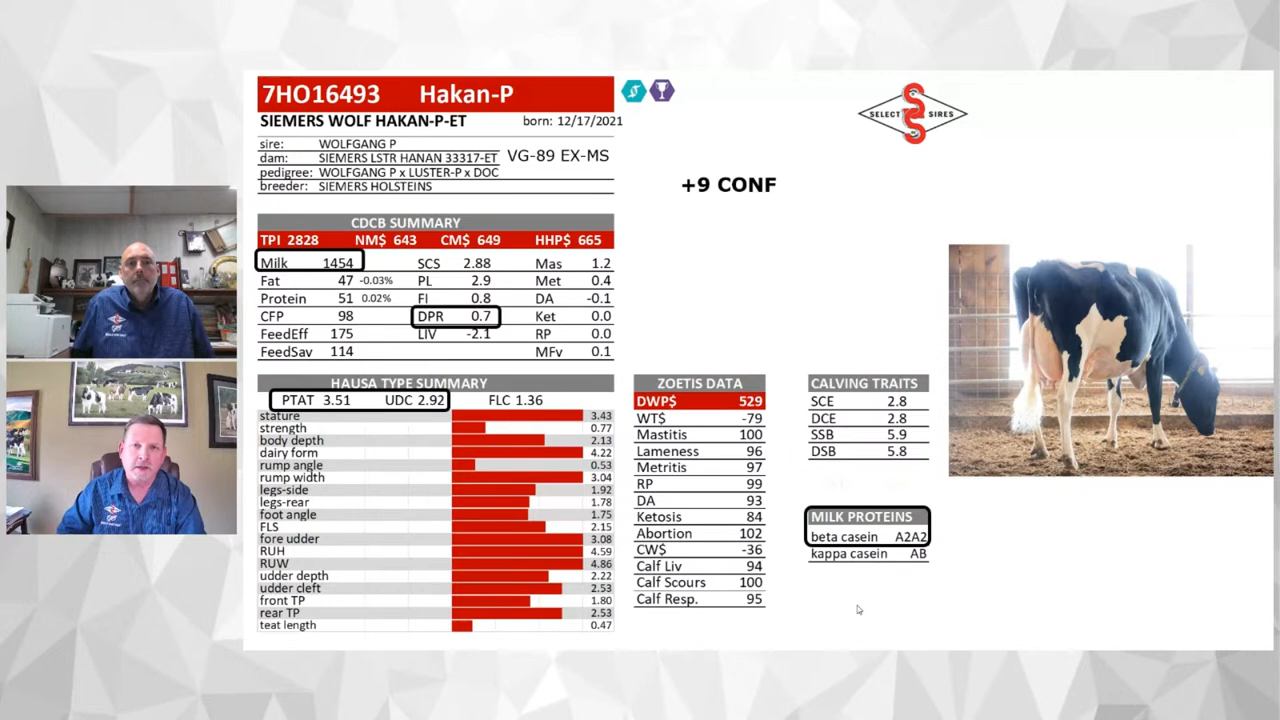 7HO16493 Hakan-P
SIEMERS WOLF HAKAN-P-ET born: 12/17/2021
sire: WOLFGANG P
dam: SIEMERS LSTR HANAN 33317-ET VG-89 EX-MS
pedigree: WOLFGANG P x LUSTER-P x DOC
breeder: SIEMERS HOLSTEINS
SELECT SIRES
+9 CONF
CDCB SUMMARY
TPI 2828 NM$ 643 CM$ 649 HHP$ 665
Milk 1454 SCS 2.88 Mas 1.2
Fat 47 -0.03% PL 2.9 Met 0.4
Protein 51 0.02% FI 0.8 DA -0.1
CFP 98 DPR 0.7 Ket 0.0
FeedEff 175 LIV -2.1 RP 0.0
FeedSav 114 MFv 0.1
HAUSA TYPE SUMMARY
PTAT 3.51 UDC 2.92 FLC 1.36
stature 3.43
strength 0.77
body depth 2.13
dairy form 4.22
rump angle 0.53
rump width 3.04
legs-side 1.92
legs-rear 1.78
foot angle 1.75
FLS 2.15
fore udder 3.08
RUH 4.59
RUW 4.86
udder depth 2.22
udder cleft 2.53
front TP 1.80
rear TP 2.53
teat length 0.47
ZOETIS DATA
DWP$ 529
WT$ -79
Mastitis 100
Lameness 96
Metritis 97
RP 99
DA 93
Ketosis 84
Abortion 102
CW$ -36
Calf Liv 94
Calf Scours 100
Calf Resp. 95
CALVING TRAITS
SCE 2.8
DCE 2.8
SSB 5.9
DSB 5.8
MILK PROTEINS
beta casein A2A2
kappa casein AB